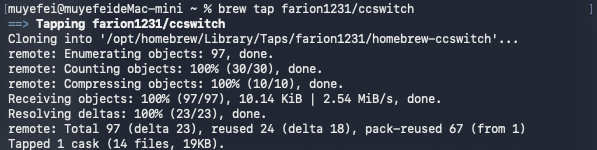 [muyefei@muyefeideMac-mini ~ % brew tap farion1231/ccswitch ]
==> Tapping farion1231/ccswitch
Cloning into '/opt/homebrew/Library/Taps/farion1231/homebrew-ccswitch'...
remote: Enumerating objects: 97, done.
remote: Counting objects: 100% (30/30), done.
remote: Compressing objects: 100% (10/10), done.
Receiving objects: 100% (97/97), 10.14 KiB | 2.54 MiB/s, done.
Resolving deltas: 100% (23/23), done.
remote: Total 97 (delta 23), reused 24 (delta 18), pack-reused 67 (from 1)
Tapped 1 cask (14 files, 19KB).